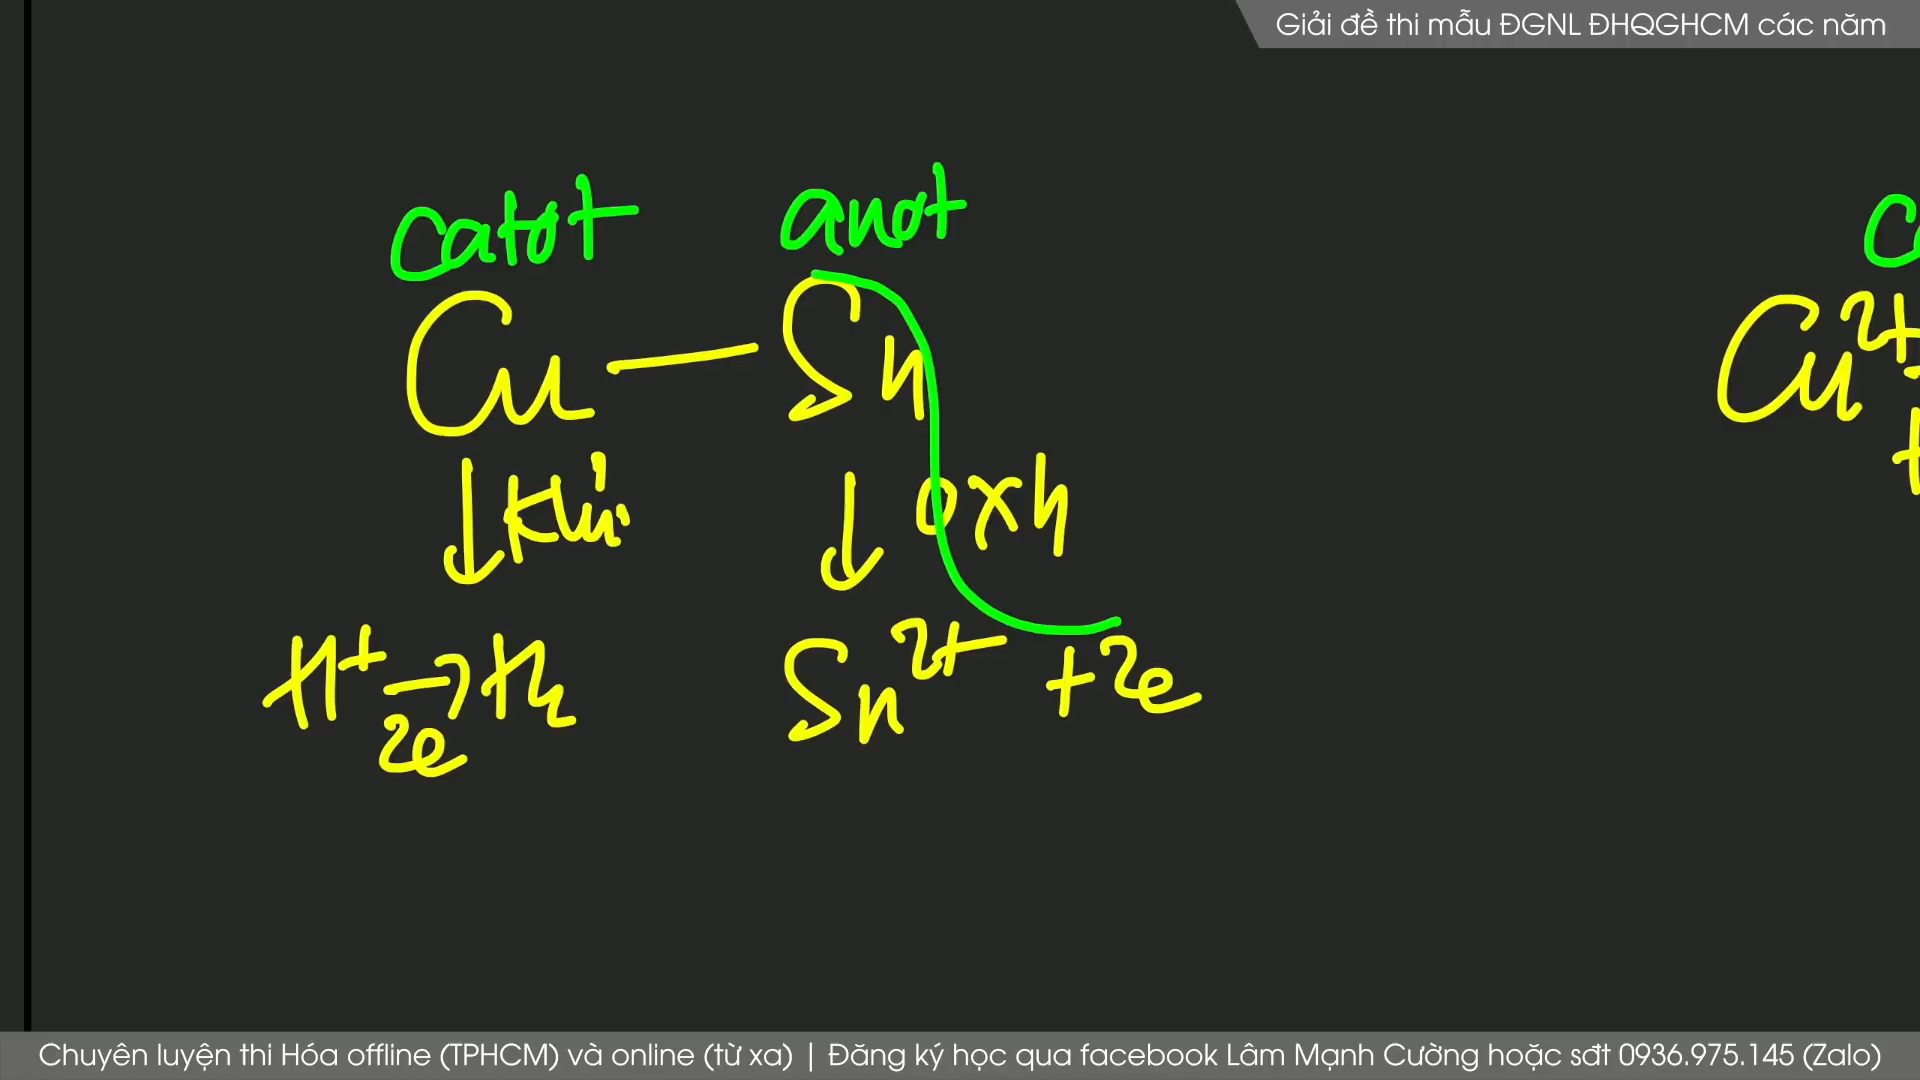 Giải đề thi mẫu ĐGNL ĐHQGHCM các năm
catot anot
Cu — Sn
Cu²⁺
↓ khử ↓ oxh
H⁺ → H₂ Sn²⁺ + 2e
2e
Chuyên luyện thi Hóa offline (TPHCM) và online (từ xa) | Đăng ký học qua facebook Lâm Mạnh Cường hoặc sđt 0936.975.145 (Zalo)